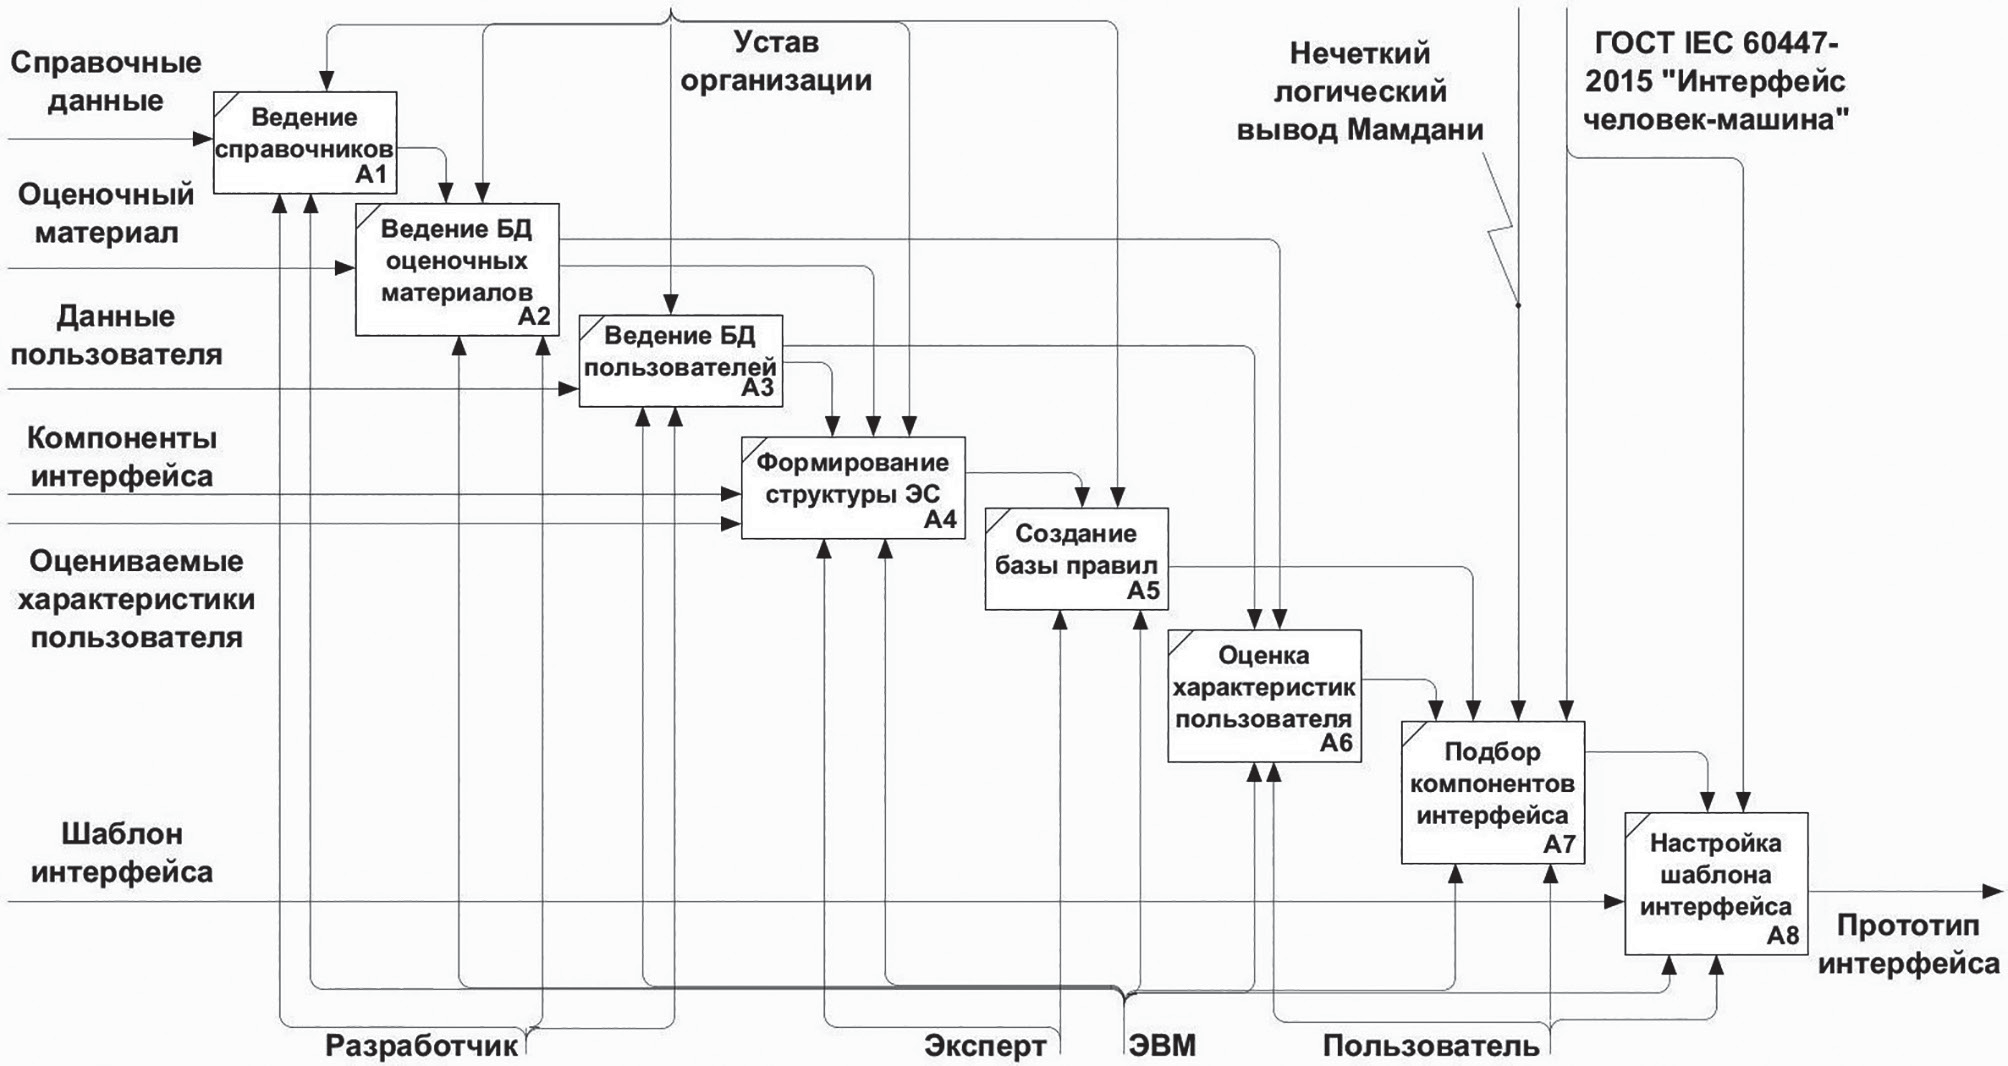 Справочные
данные
Устав
организации
Нечеткий
логический
вывод Мамдани
ГОСТ IEC 60447-
2015 "Интерфейс
человек-машина"
Ведение
справочников
A1
Оценочный
материал
Ведение БД
оценочных
материалов
A2
Данные
пользователя
Ведение БД
пользователей
A3
Компоненты
интерфейса
Формирование
структуры ЭС
A4
Оцениваемые
характеристики
пользователя
Создание
базы правил
A5
Оценка
характеристик
пользователя
A6
Подбор
компонентов
интерфейса
A7
Шаблон
интерфейса
Настройка
шаблона
интерфейса
A8
Прототип
интерфейса
Разработчик
Эксперт
ЭВМ
Пользователь